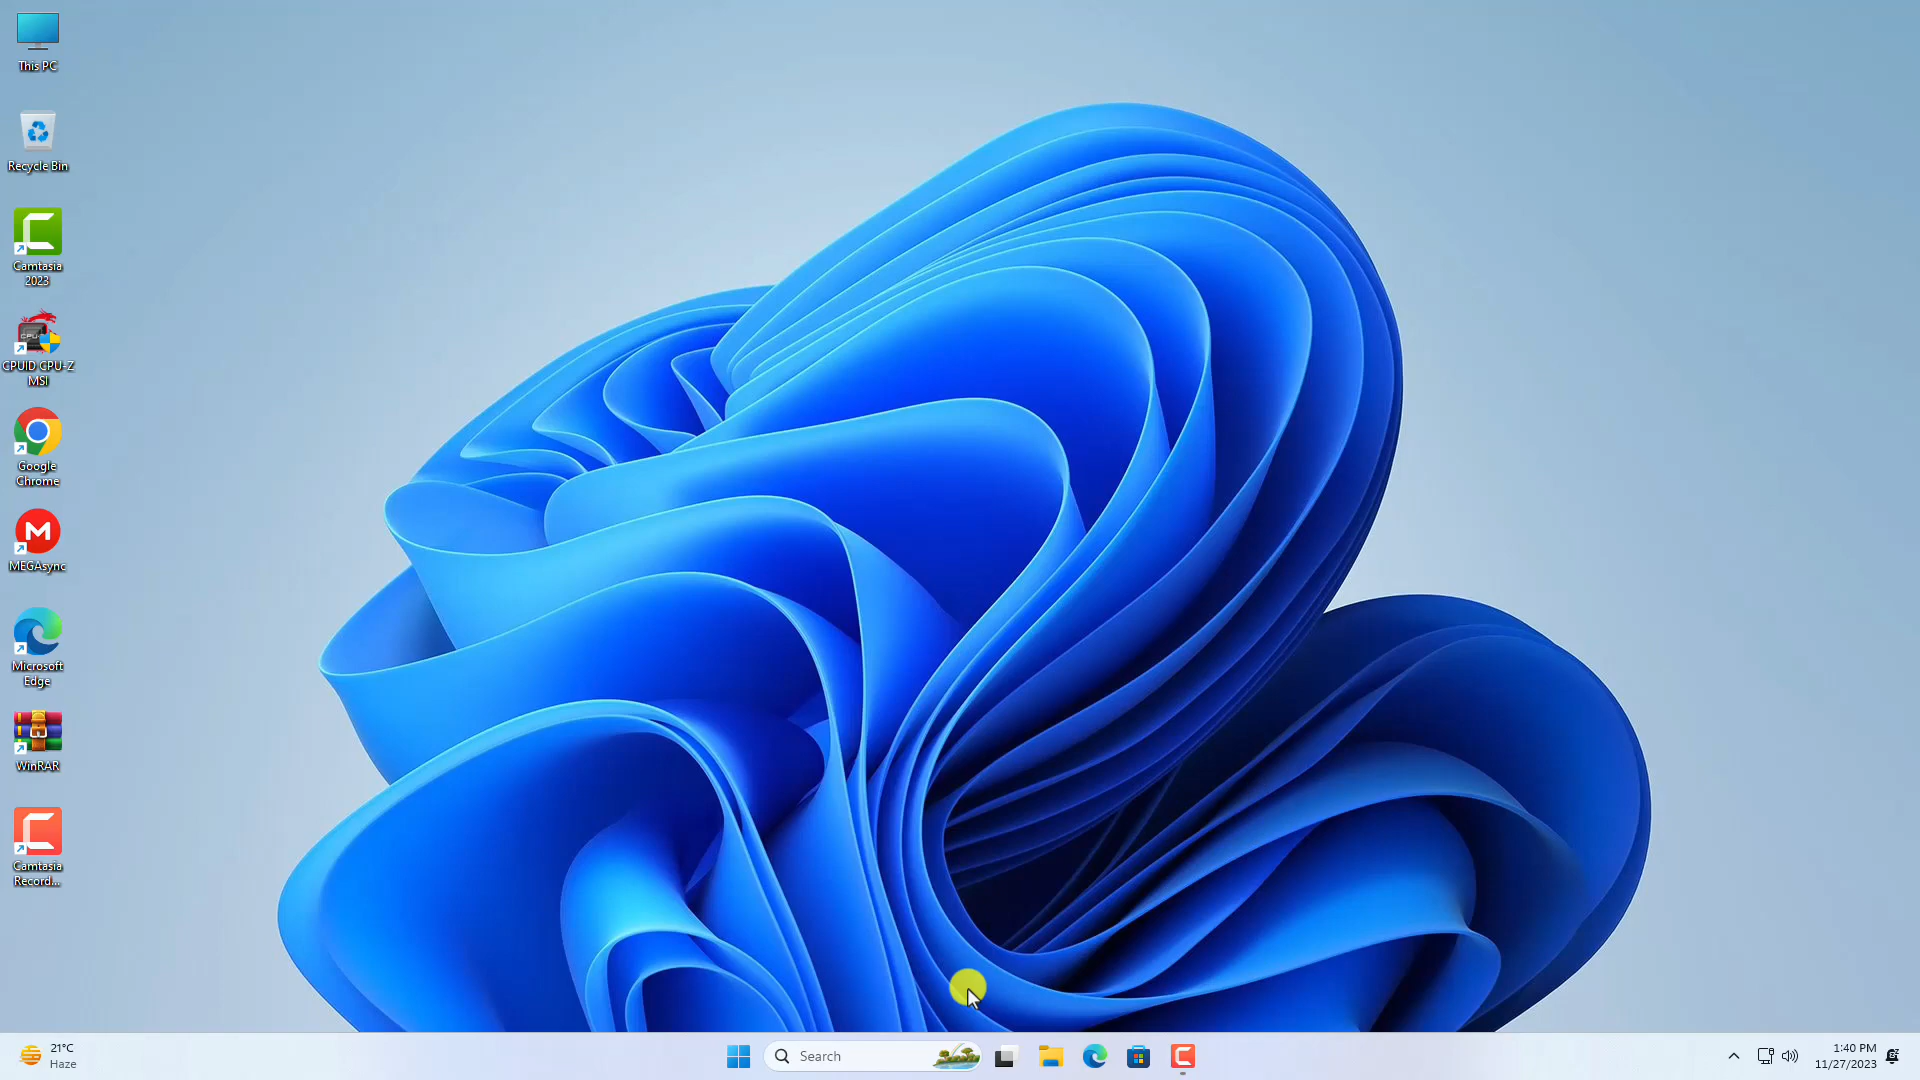 This PC
Recycle Bin
Camtasia
2023
CPUID CPU-Z
MSI
Google
Chrome
MEGAsync
Microsoft
Edge
WinRAR
Camtasia
Record...
21°C
Haze
Search
1:40 PM
11/27/2023